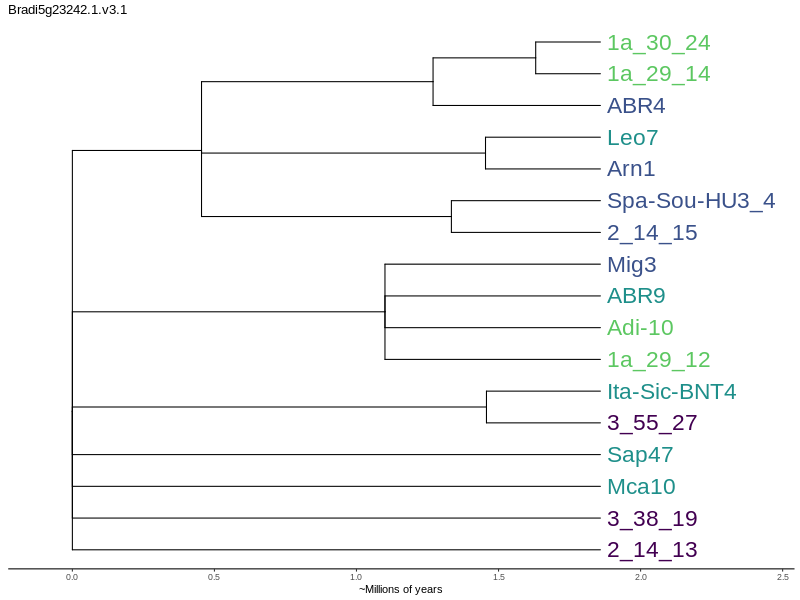 Bradi5g23242.1.v3.1
1a_30_24
1a_29_14
ABR4
Leo7
Arn1
Spa-Sou-HU3_4
2_14_15
Mig3
ABR9
Adi-10
1a_29_12
Ita-Sic-BNT4
3_55_27
Sap47
Mca10
3_38_19
2_14_13
0.0 0.5 1.0 1.5 2.0 2.5
~Millions of years